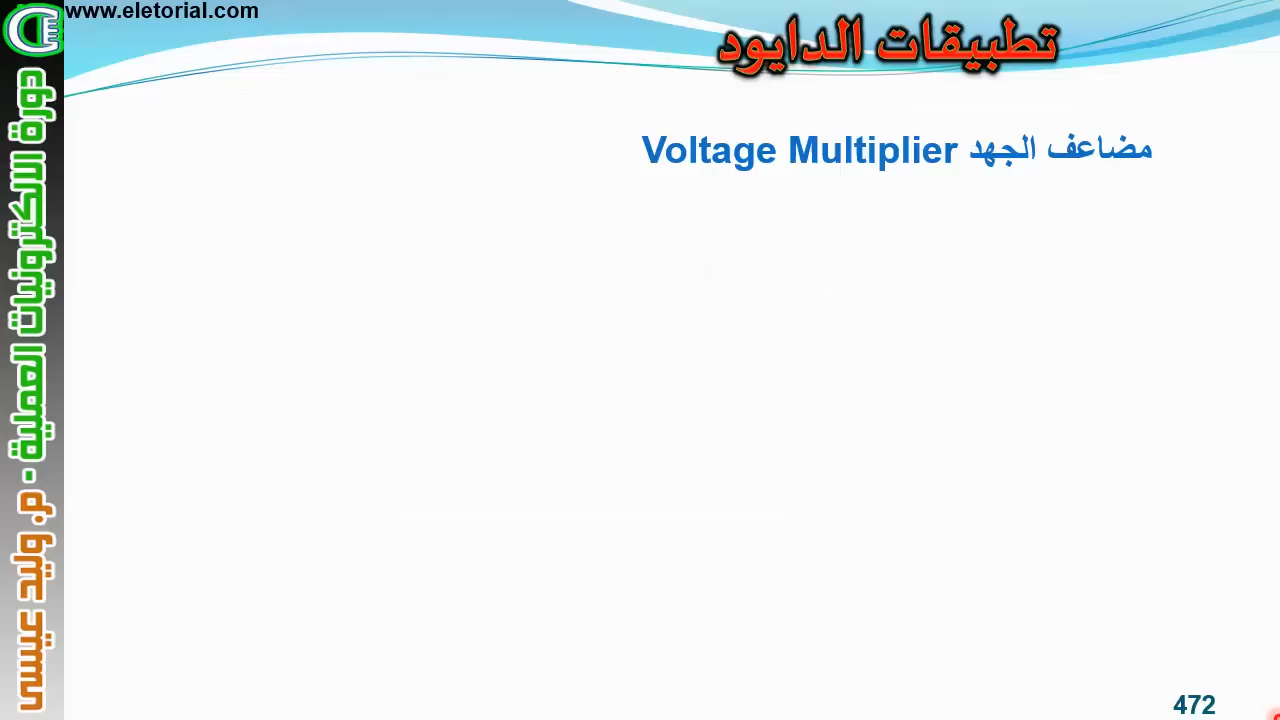 www.eletorial.com
تطبيقات الدايود
مضاعف الجهد Voltage Multiplier
دورة الالكترونيات العملية - م. وليد عيسى
472